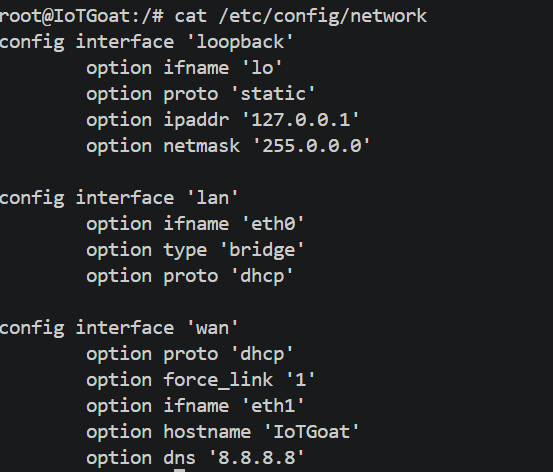 root@IoTGoat:/# cat /etc/config/network
config interface 'loopback'
        option ifname 'lo'
        option proto 'static'
        option ipaddr '127.0.0.1'
        option netmask '255.0.0.0'

config interface 'lan'
        option ifname 'eth0'
        option type 'bridge'
        option proto 'dhcp'

config interface 'wan'
        option proto 'dhcp'
        option force_link '1'
        option ifname 'eth1'
        option hostname 'IoTGoat'
        option dns '8.8.8.8'